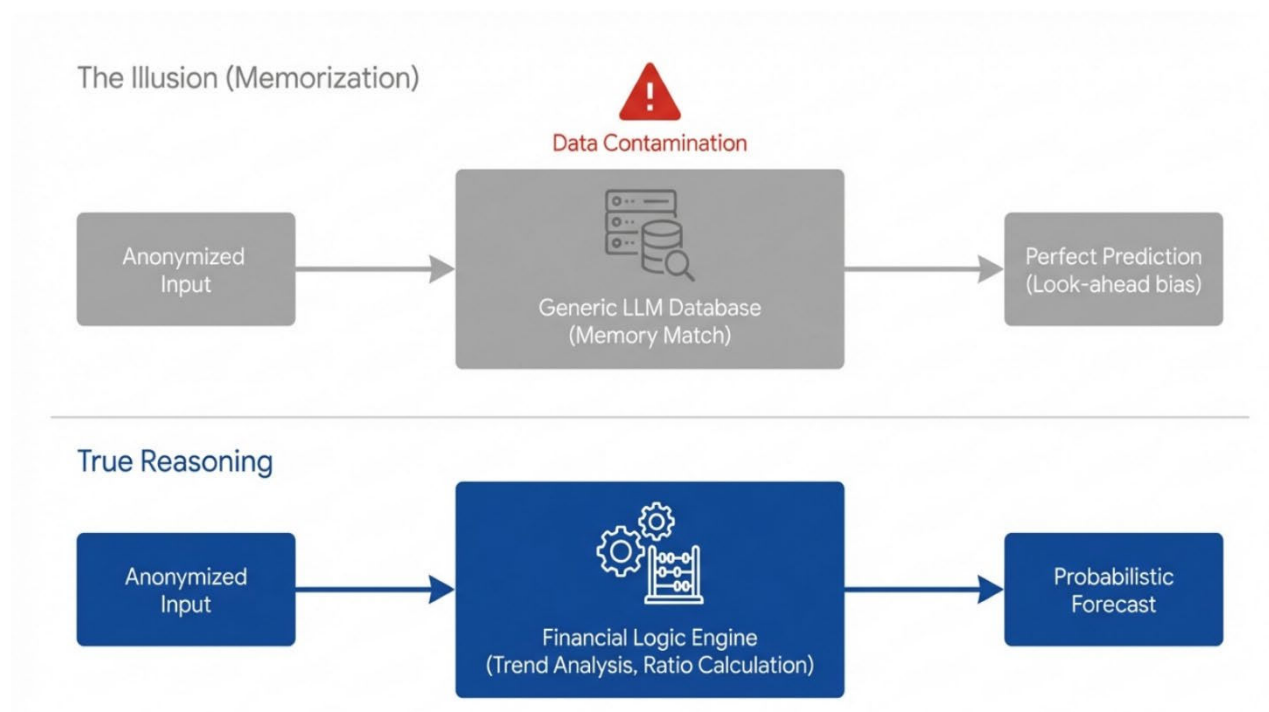 The Illusion (Memorization)
!
Data Contamination
Anonymized
Input
Generic LLM Database
(Memory Match)
Perfect Prediction
(Look-ahead bias)
True Reasoning
Anonymized
Input
Financial Logic Engine
(Trend Analysis, Ratio Calculation)
Probabilistic
Forecast